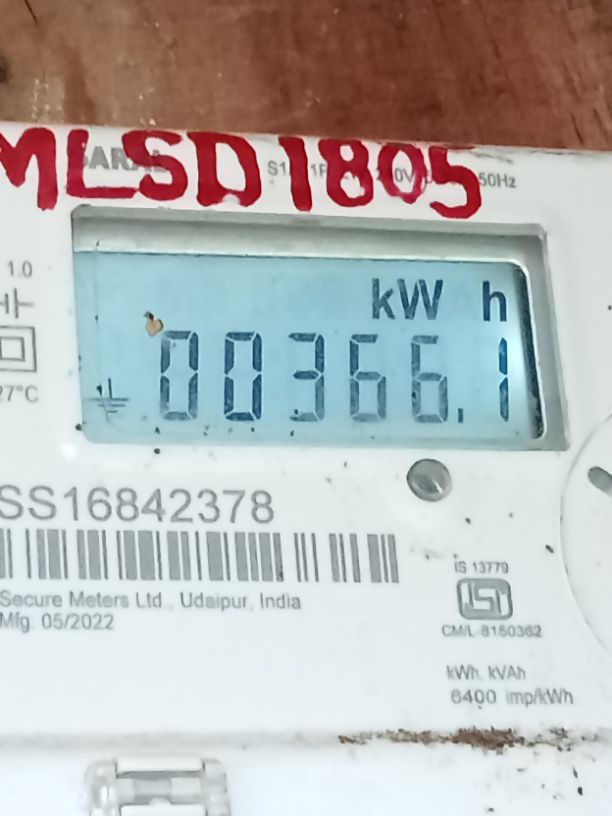 MLSD1805
50Hz
1.0
kW h
00366.1
27°C
SS16842378
Secure Meters Ltd., Udaipur, India
Mfg. 05/2022
IS 13779
ISI
CM/L-8150362
kWh, kVAh
6400 imp/kWh